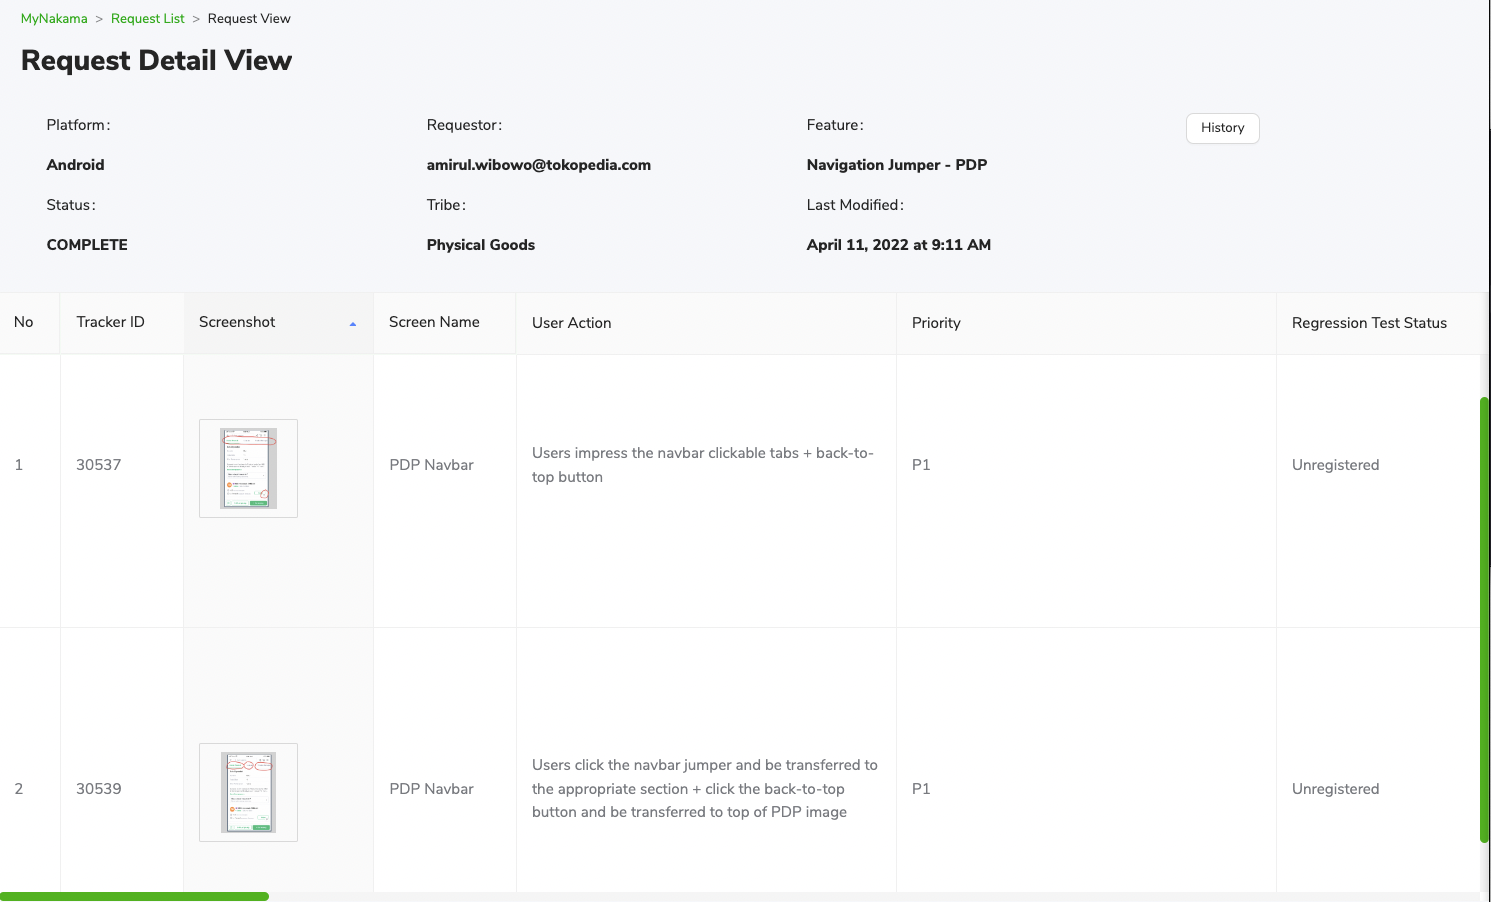 MyNakama > Request List > Request View
Request Detail View
Platform:
Requestor:
Feature:
History
Android
amirul.wibowo@tokopedia.com
Navigation Jumper - PDP
Status:
Tribe:
Last Modified:
COMPLETE
Physical Goods
April 11, 2022 at 9:11 AM
No
Tracker ID
Screenshot
Screen Name
User Action
Priority
Regression Test Status
1
30537
PDP Navbar
Users impress the navbar clickable tabs + back-to-
top button
P1
Unregistered
2
30539
PDP Navbar
Users click the navbar jumper and be transferred to
the appropriate section + click the back-to-top
button and be transferred to top of PDP image
P1
Unregistered